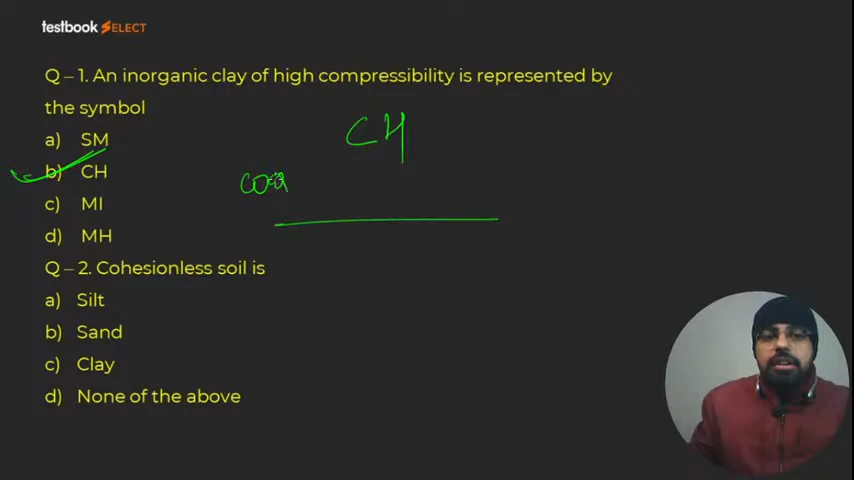 testbook SELECT
Q – 1. An inorganic clay of high compressibility is represented by
the symbol
a) SM
b) CH
c) MI
d) MH
CH
Q – 2. Cohesionless soil is
a) Silt
b) Sand
c) Clay
d) None of the above